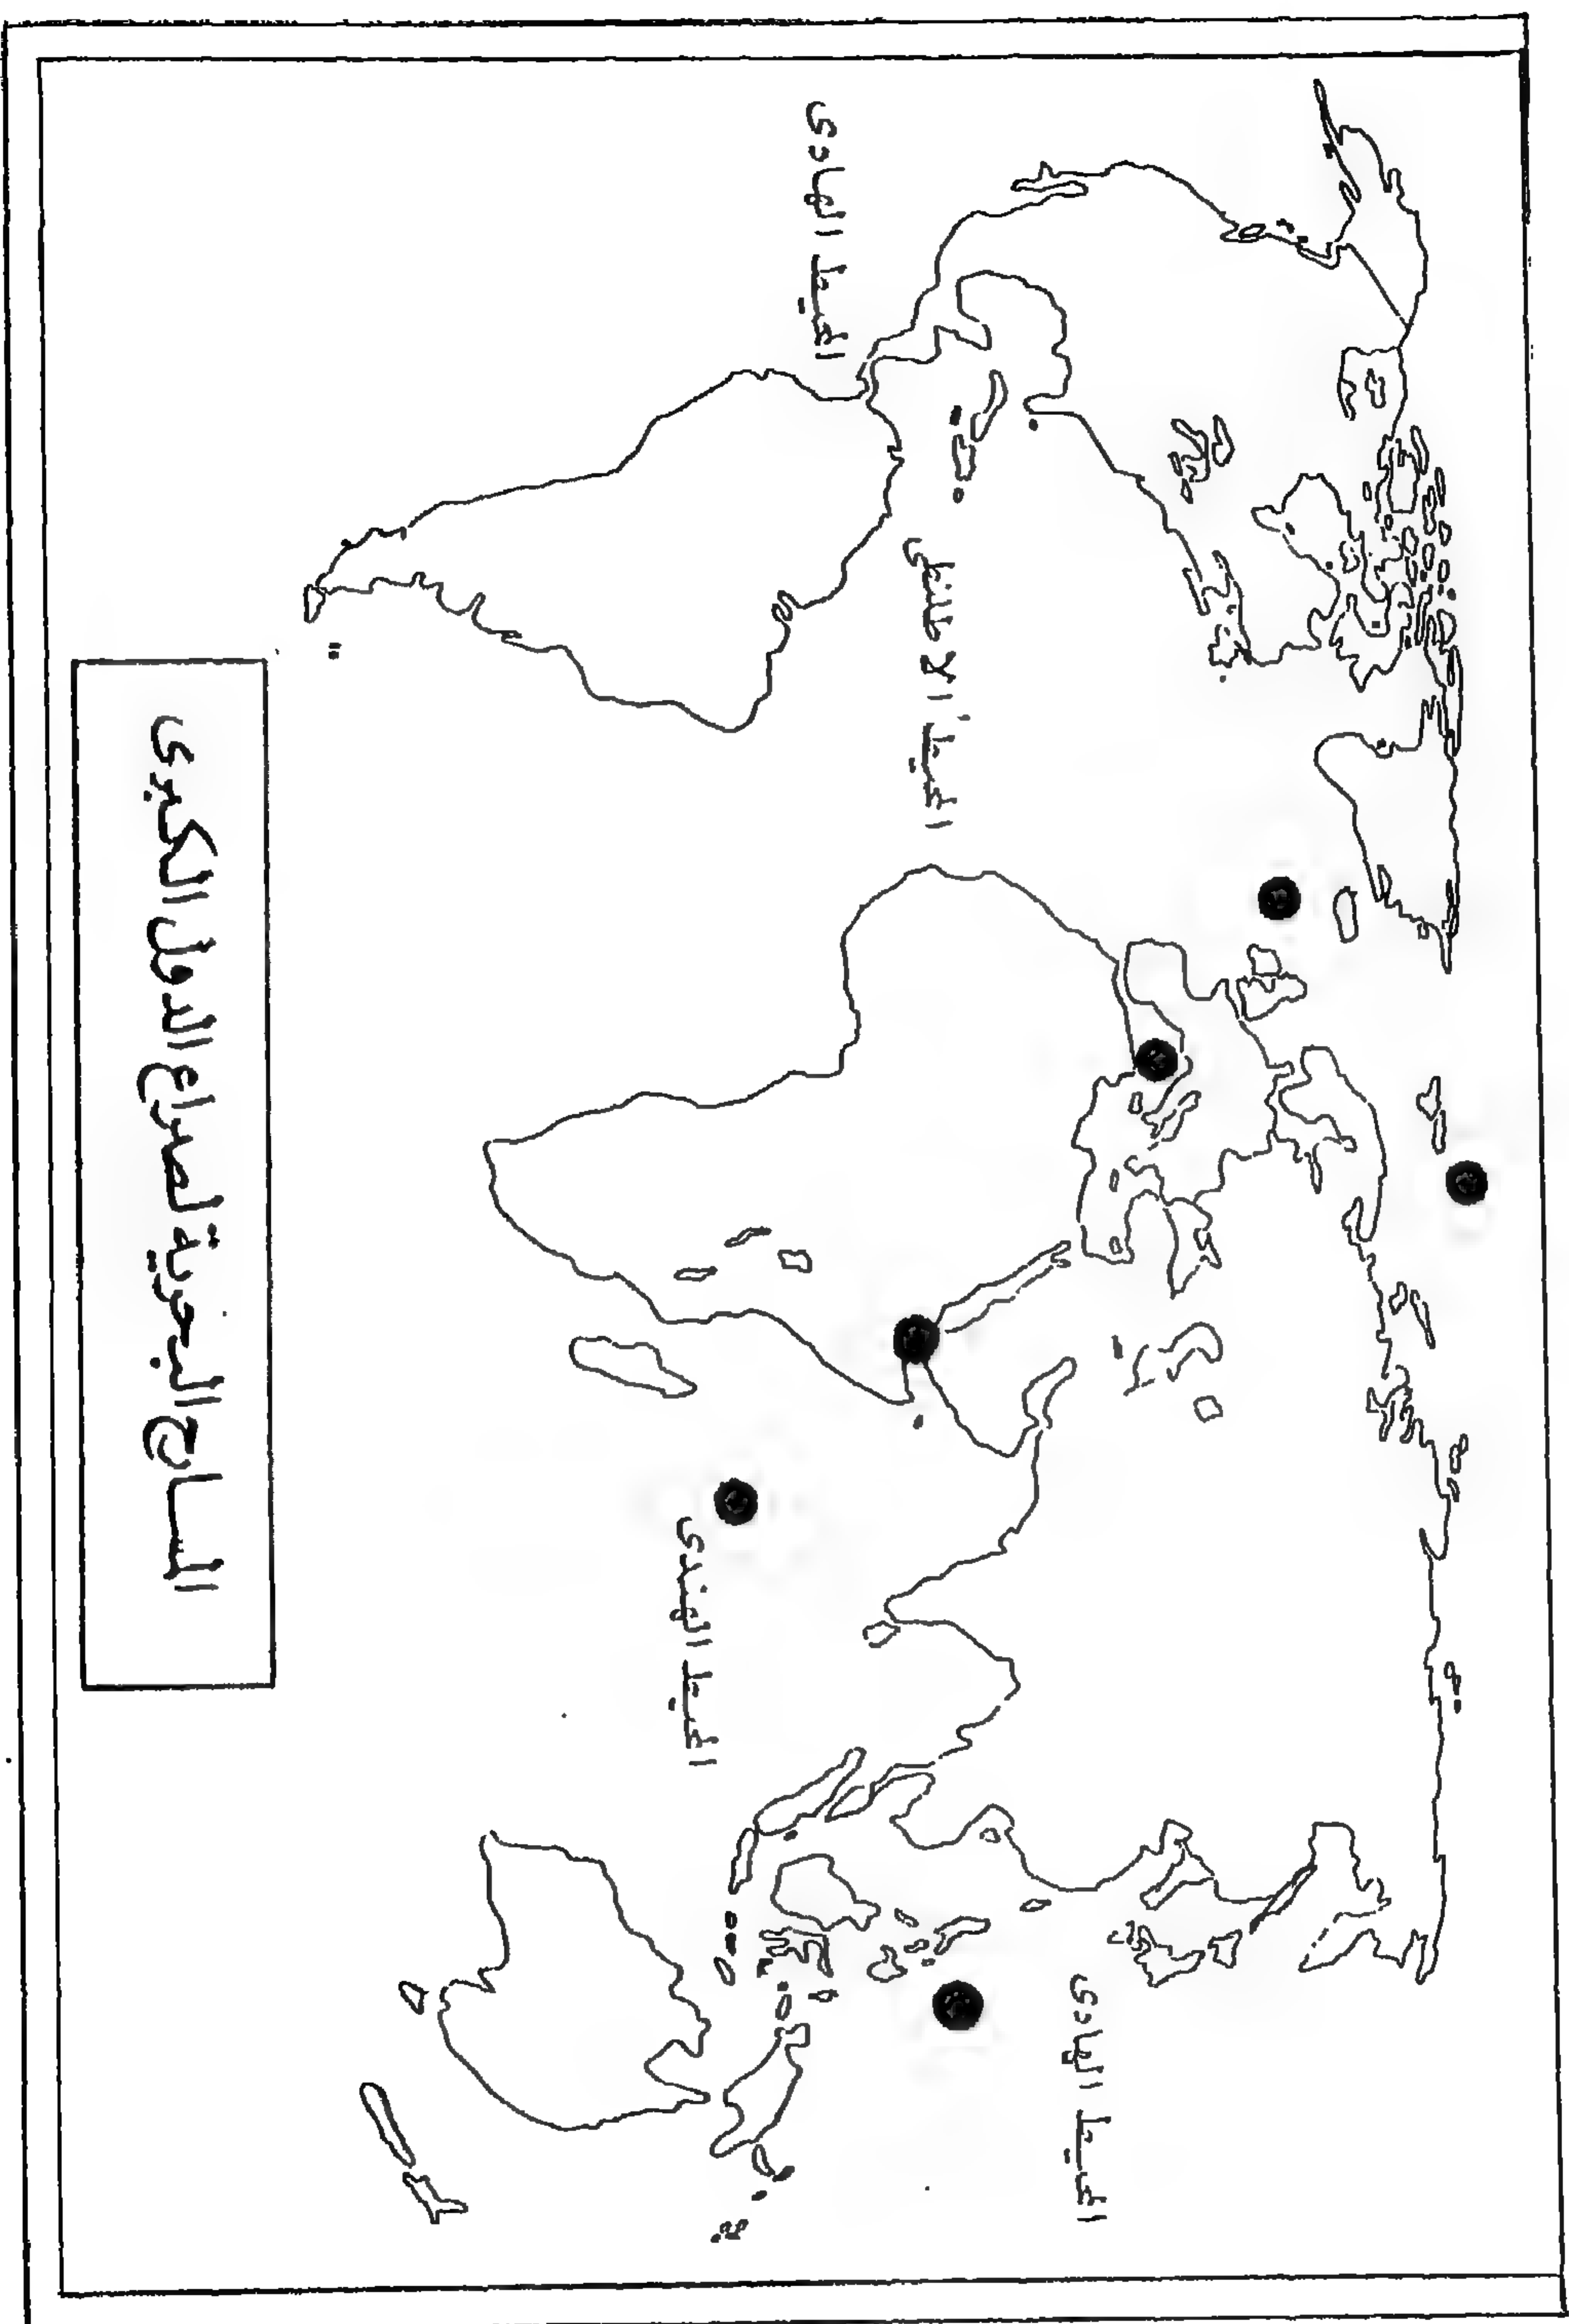 المحيط الهادى
المحيط الأطلنطى
المحيط الهندى
المحيط الهادى
المسارح البحرية لصراع الدول الكبرى